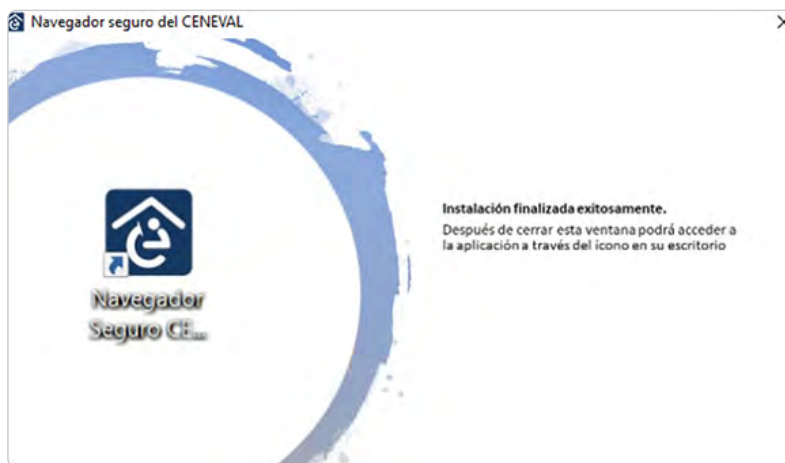 Navegador seguro del CENEVAL
Instalación finalizada exitosamente.
Después de cerrar esta ventana podrá acceder a
la aplicación a través del ícono en su escritorio
Navegador
Seguro CE...